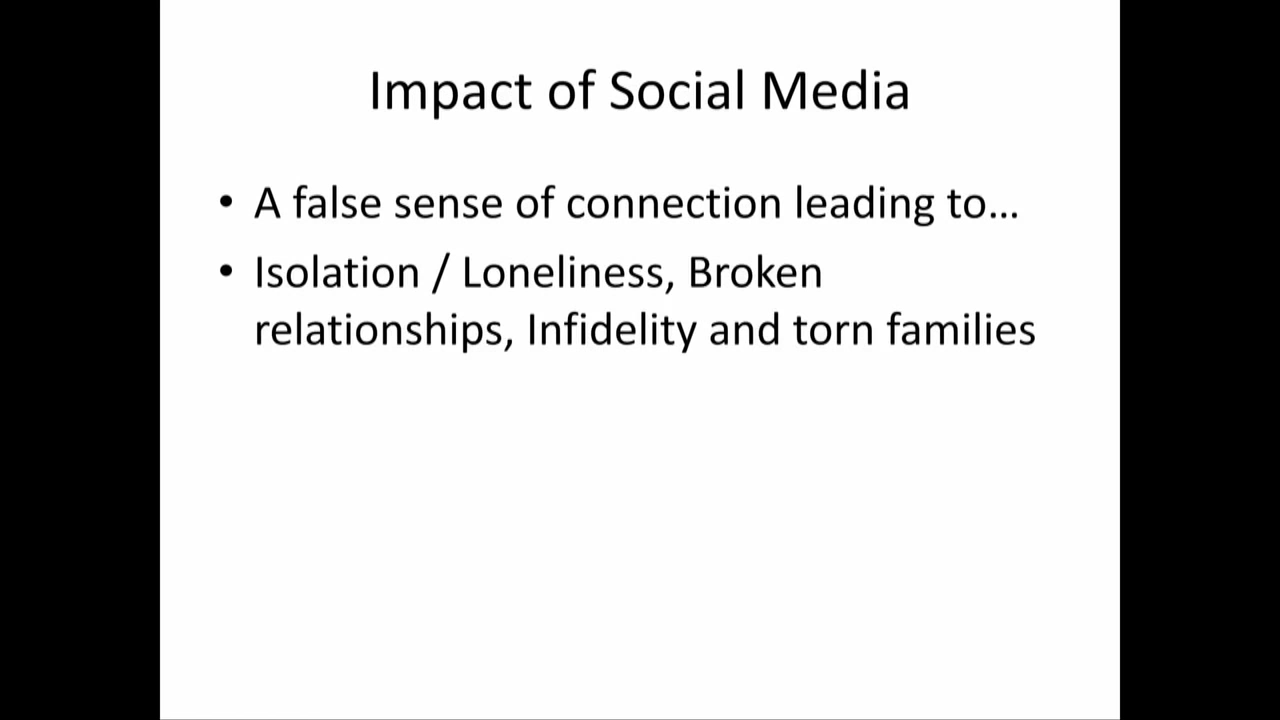 Impact of Social Media
• A false sense of connection leading to...
• Isolation / Loneliness, Broken
relationships, Infidelity and torn families